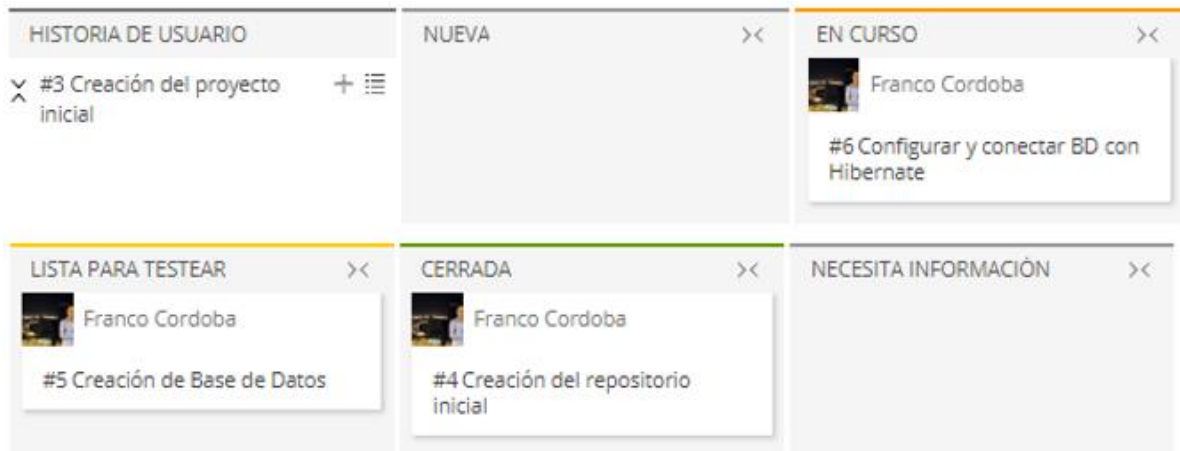 HISTORIA DE USUARIO
NUEVA
EN CURSO
#3 Creación del proyecto
inicial
Franco Cordoba
#6 Configurar y conectar BD con
Hibernate
LISTA PARA TESTEAR
CERRADA
NECESITA INFORMACIÓN
Franco Cordoba
#5 Creación de Base de Datos
Franco Cordoba
#4 Creación del repositorio
inicial